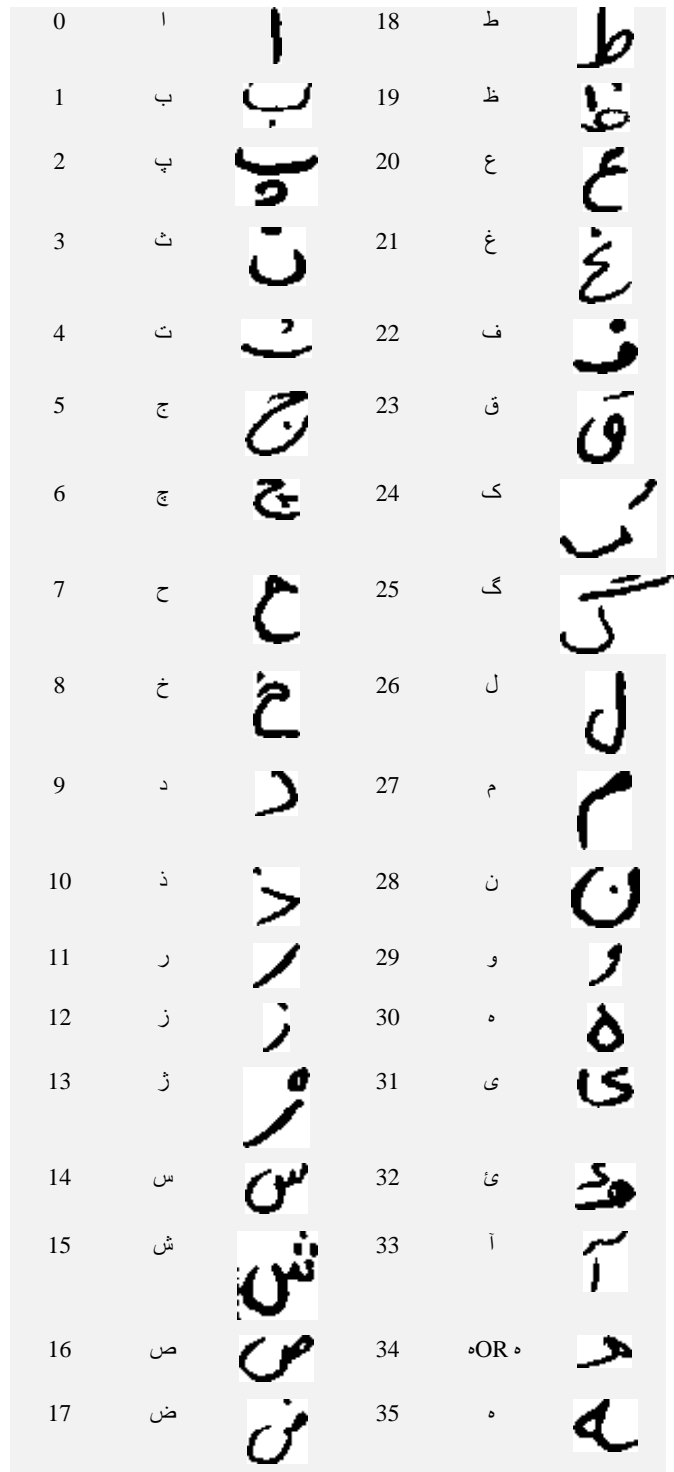 0 ا 18 ط
1 ب 19 ظ
2 پ 20 ع
3 ث 21 غ
4 ت 22 ف
5 ج 23 ق
6 چ 24 ک
7 ح 25 گ
8 خ 26 ل
9 د 27 م
10 ذ 28 ن
11 ر 29 و
12 ز 30 ه
13 ژ 31 ی
14 س 32 ئ
15 ش 33 آ
16 ص 34 ه OR ه
17 ض 35 ه